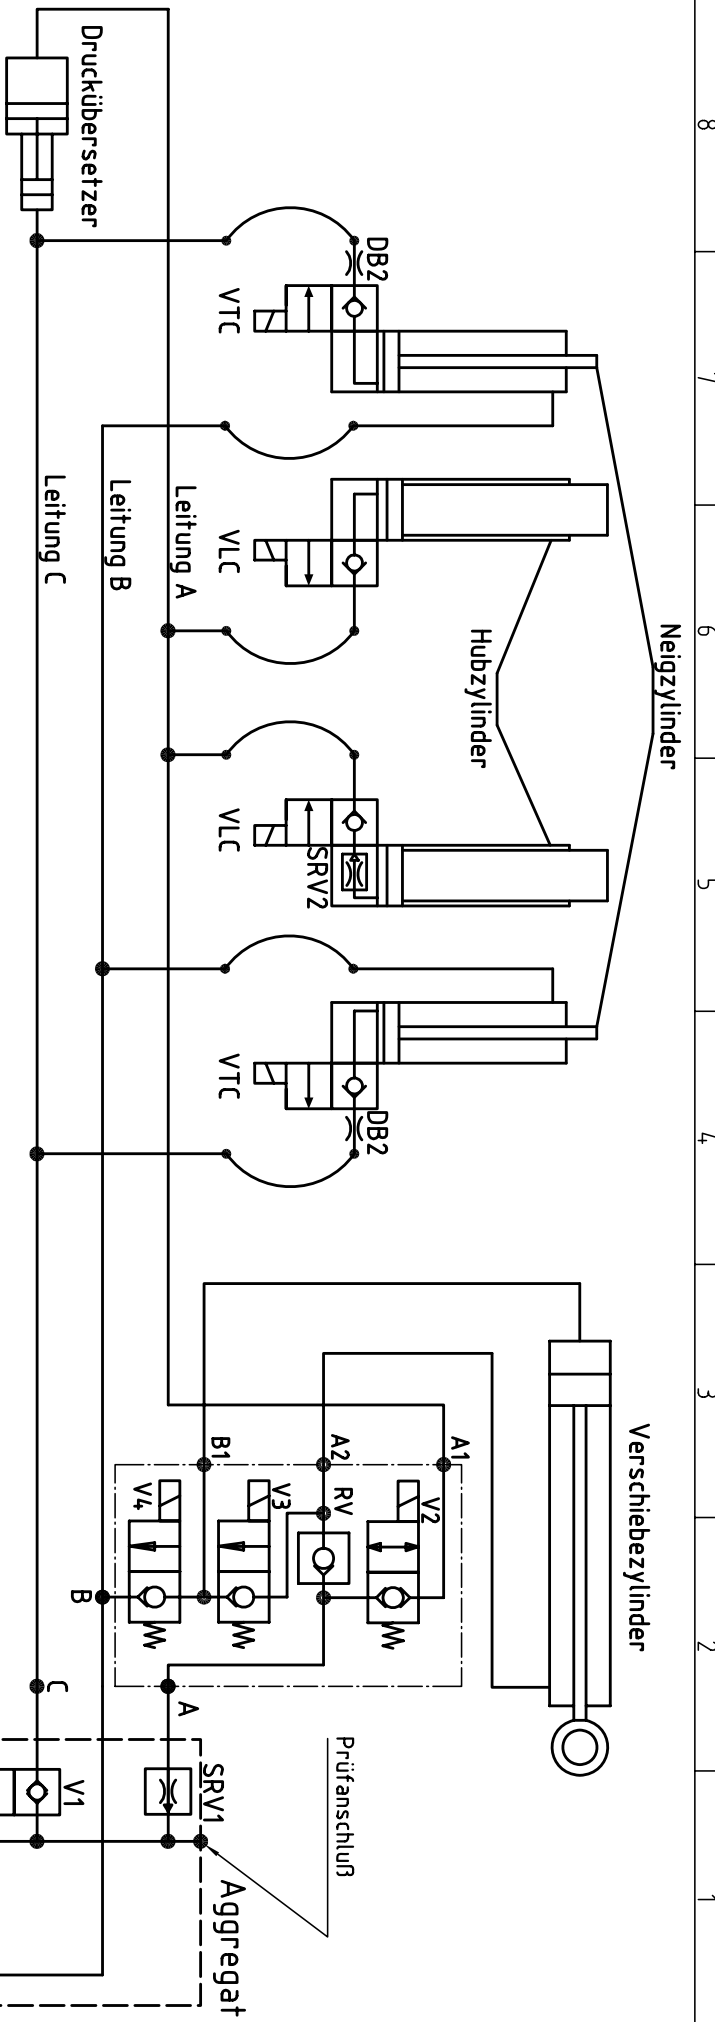 8
7
6
5
4
3
2
1
Druckübersetzer
DB2
VTC
Neigzylinder
Hubzylinder
VLC
Leitung A
Leitung B
Leitung C
VLC
SRV2
VTC
DB2
Verschiebezylinder
A1
A2
B1
V2
RV
V3
V4
B
C
A
Prüfanschluß
SRV1
V1
Aggregat